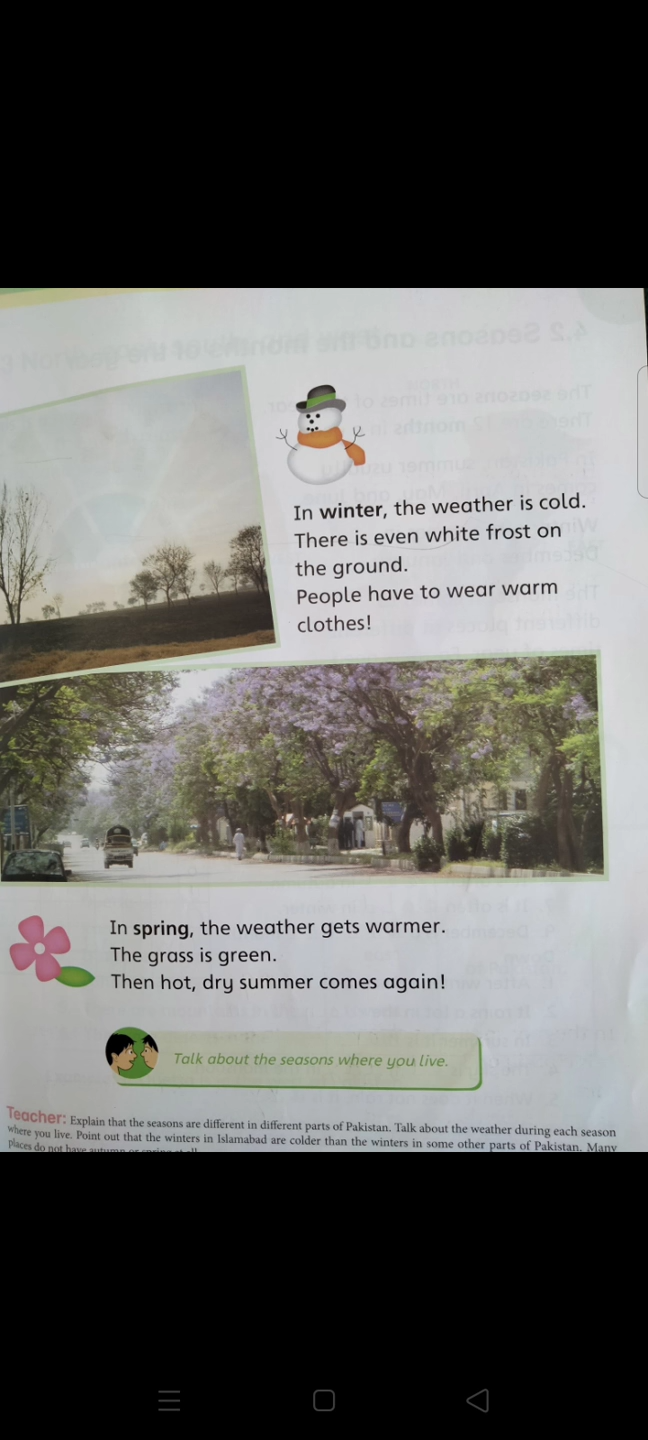 In winter, the weather is cold.
There is even white frost on
the ground.
People have to wear warm
clothes!
In spring, the weather gets warmer.
The grass is green.
Then hot, dry summer comes again!
Talk about the seasons where you live.
Teacher: Explain that the seasons are different in different parts of Pakistan. Talk about the weather during each season
where you live. Point out that the winters in Islamabad are colder than the winters in some other parts of Pakistan. Many
places do not have autumn or spring at all.